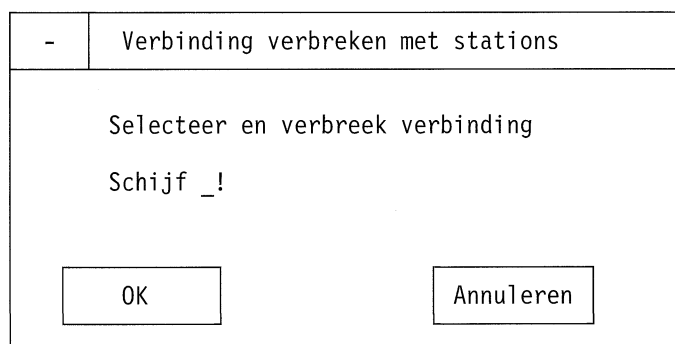 - Verbinding verbreken met stations
Selecteer en verbreek verbinding
Schijf _!
OK Annuleren